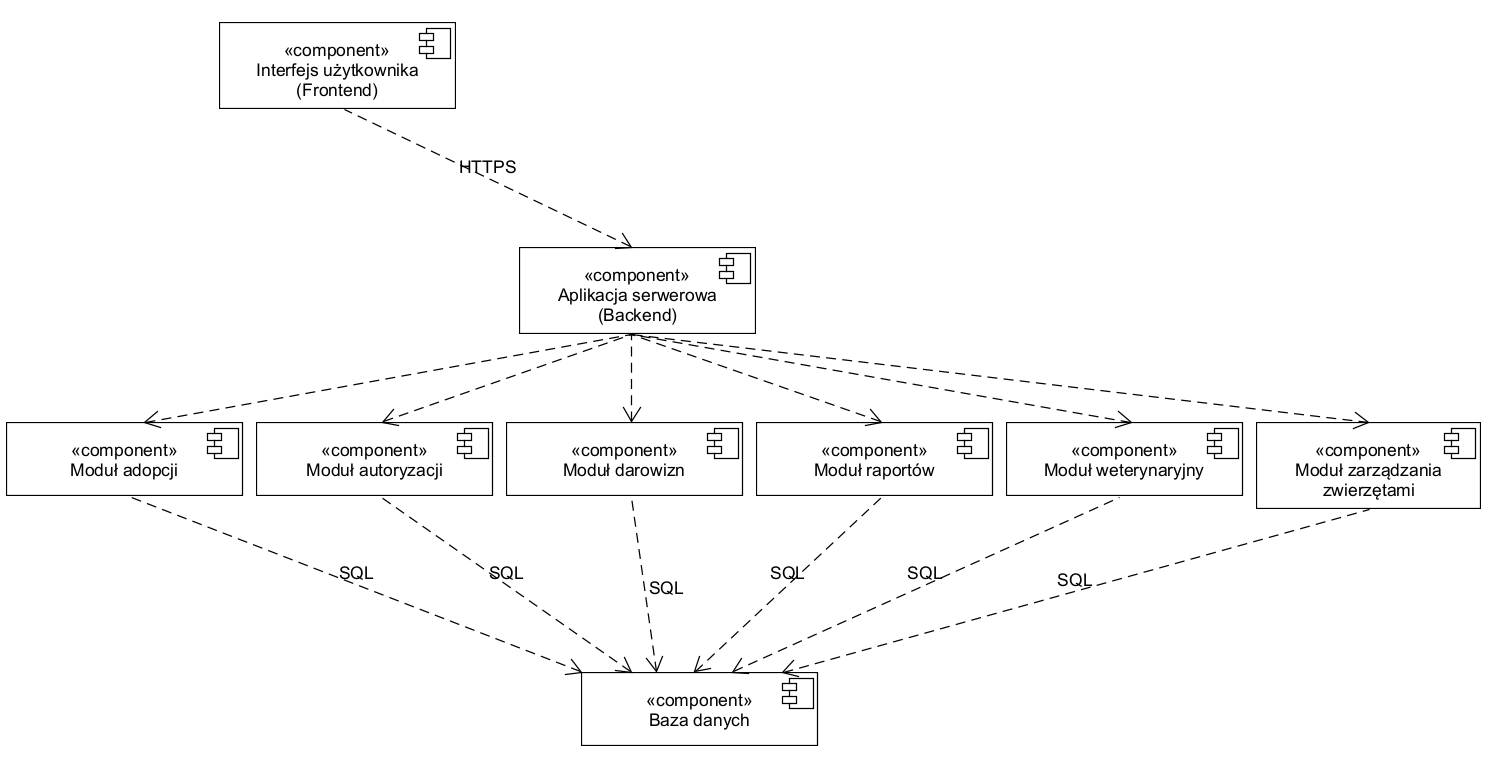 «component»
Interfejs użytkownika
(Frontend)
HTTPS
«component»
Aplikacja serwerowa
(Backend)
«component»
Moduł adopcji
«component»
Moduł autoryzacji
«component»
Moduł darowizn
«component»
Moduł raportów
«component»
Moduł weterynaryjny
«component»
Moduł zarządzania
zwierzętami
SQL
SQL
SQL
SQL
SQL
SQL
«component»
Baza danych